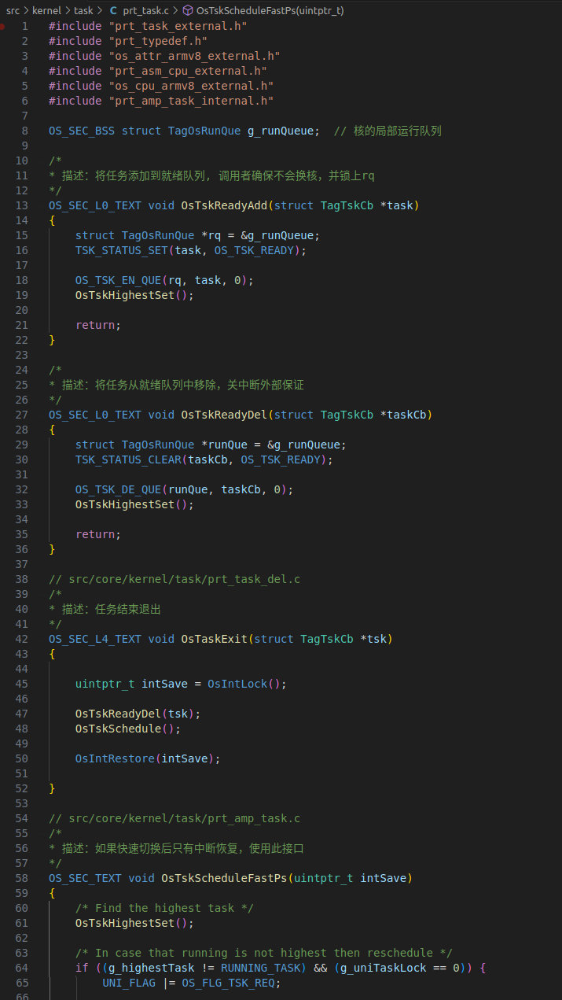 src > kernel > task > C prt_task.c > OsTskScheduleFastPs(uintptr_t)
1 #include "prt_task_external.h"
2 #include "prt_typedef.h"
3 #include "os_attr_armv8_external.h"
4 #include "prt_asm_cpu_external.h"
5 #include "os_cpu_armv8_external.h"
6 #include "prt_amp_task_internal.h"
7
8 OS_SEC_BSS struct TagOsRunQue g_runQueue;  // 核的局部运行队列
9
10 /*
11 * 描述：将任务添加到就绪队列, 调用者确保不会换核，并锁上rq
12 */
13 OS_SEC_L0_TEXT void OsTskReadyAdd(struct TagTskCb *task)
14 {
15     struct TagOsRunQue *rq = &g_runQueue;
16     TSK_STATUS_SET(task, OS_TSK_READY);
17
18     OS_TSK_EN_QUE(rq, task, 0);
19     OsTskHighestSet();
20
21     return;
22 }
23
24 /*
25 * 描述：将任务从就绪队列中移除，关中断外部保证
26 */
27 OS_SEC_L0_TEXT void OsTskReadyDel(struct TagTskCb *taskCb)
28 {
29     struct TagOsRunQue *runQue = &g_runQueue;
30     TSK_STATUS_CLEAR(taskCb, OS_TSK_READY);
31
32     OS_TSK_DE_QUE(runQue, taskCb, 0);
33     OsTskHighestSet();
34
35     return;
36 }
37
38 // src/core/kernel/task/prt_task_del.c
39 /*
40 * 描述：任务结束退出
41 */
42 OS_SEC_L4_TEXT void OsTaskExit(struct TagTskCb *tsk)
43 {
44
45     uintptr_t intSave = OsIntLock();
46
47     OsTskReadyDel(tsk);
48     OsTskSchedule();
49
50     OsIntRestore(intSave);
51
52 }
53
54 // src/core/kernel/task/prt_amp_task.c
55 /*
56 * 描述：如果快速切换后只有中断恢复，使用此接口
57 */
58 OS_SEC_TEXT void OsTskScheduleFastPs(uintptr_t intSave)
59 {
60     /* Find the highest task */
61     OsTskHighestSet();
62
63     /* In case that running is not highest then reschedule */
64     if ((g_highestTask != RUNNING_TASK) && (g_uniTaskLock == 0)) {
65         UNI_FLAG |= OS_FLG_TSK_REQ;
66